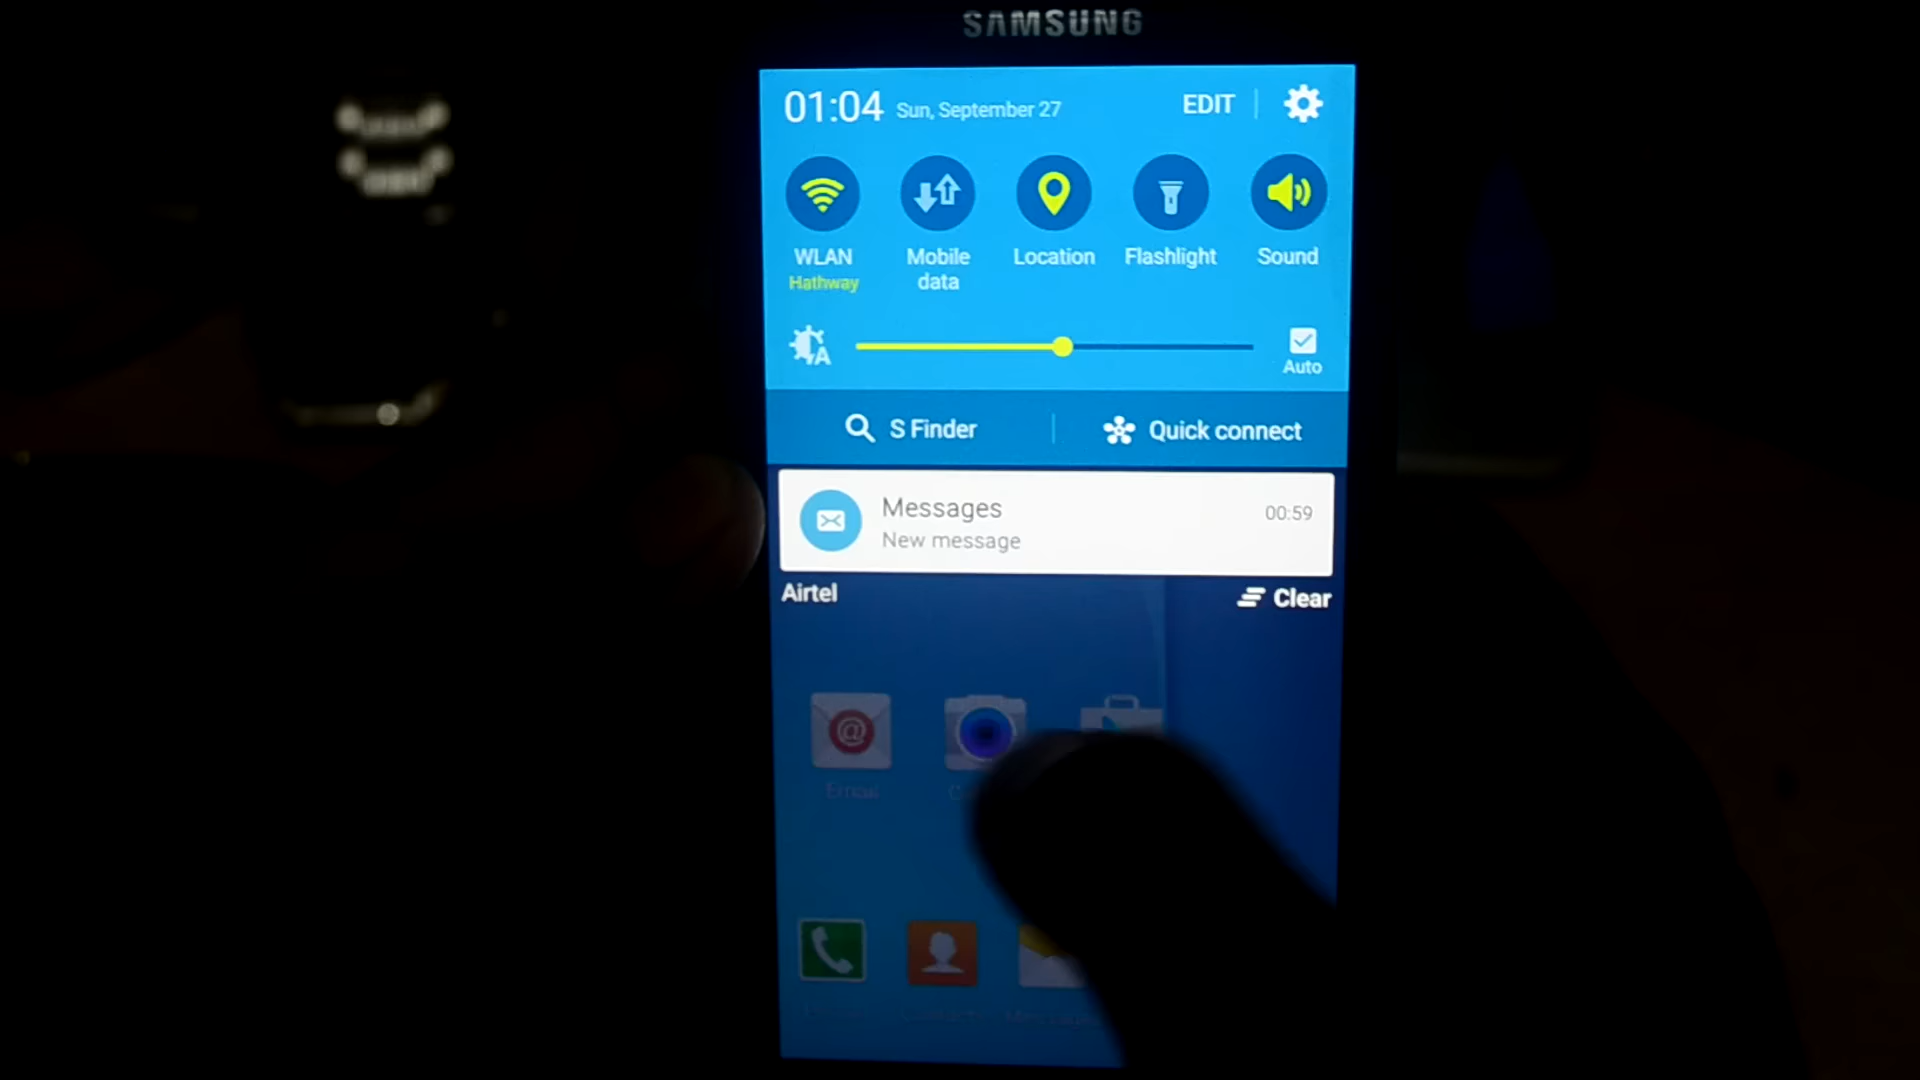 SAMSUNG
01:04 Sun, September 27 EDIT
WLAN Mobile data Location Flashlight Sound
Hathway
A Auto
S Finder Quick connect
Messages 00:59
New message
Airtel Clear
@
Email